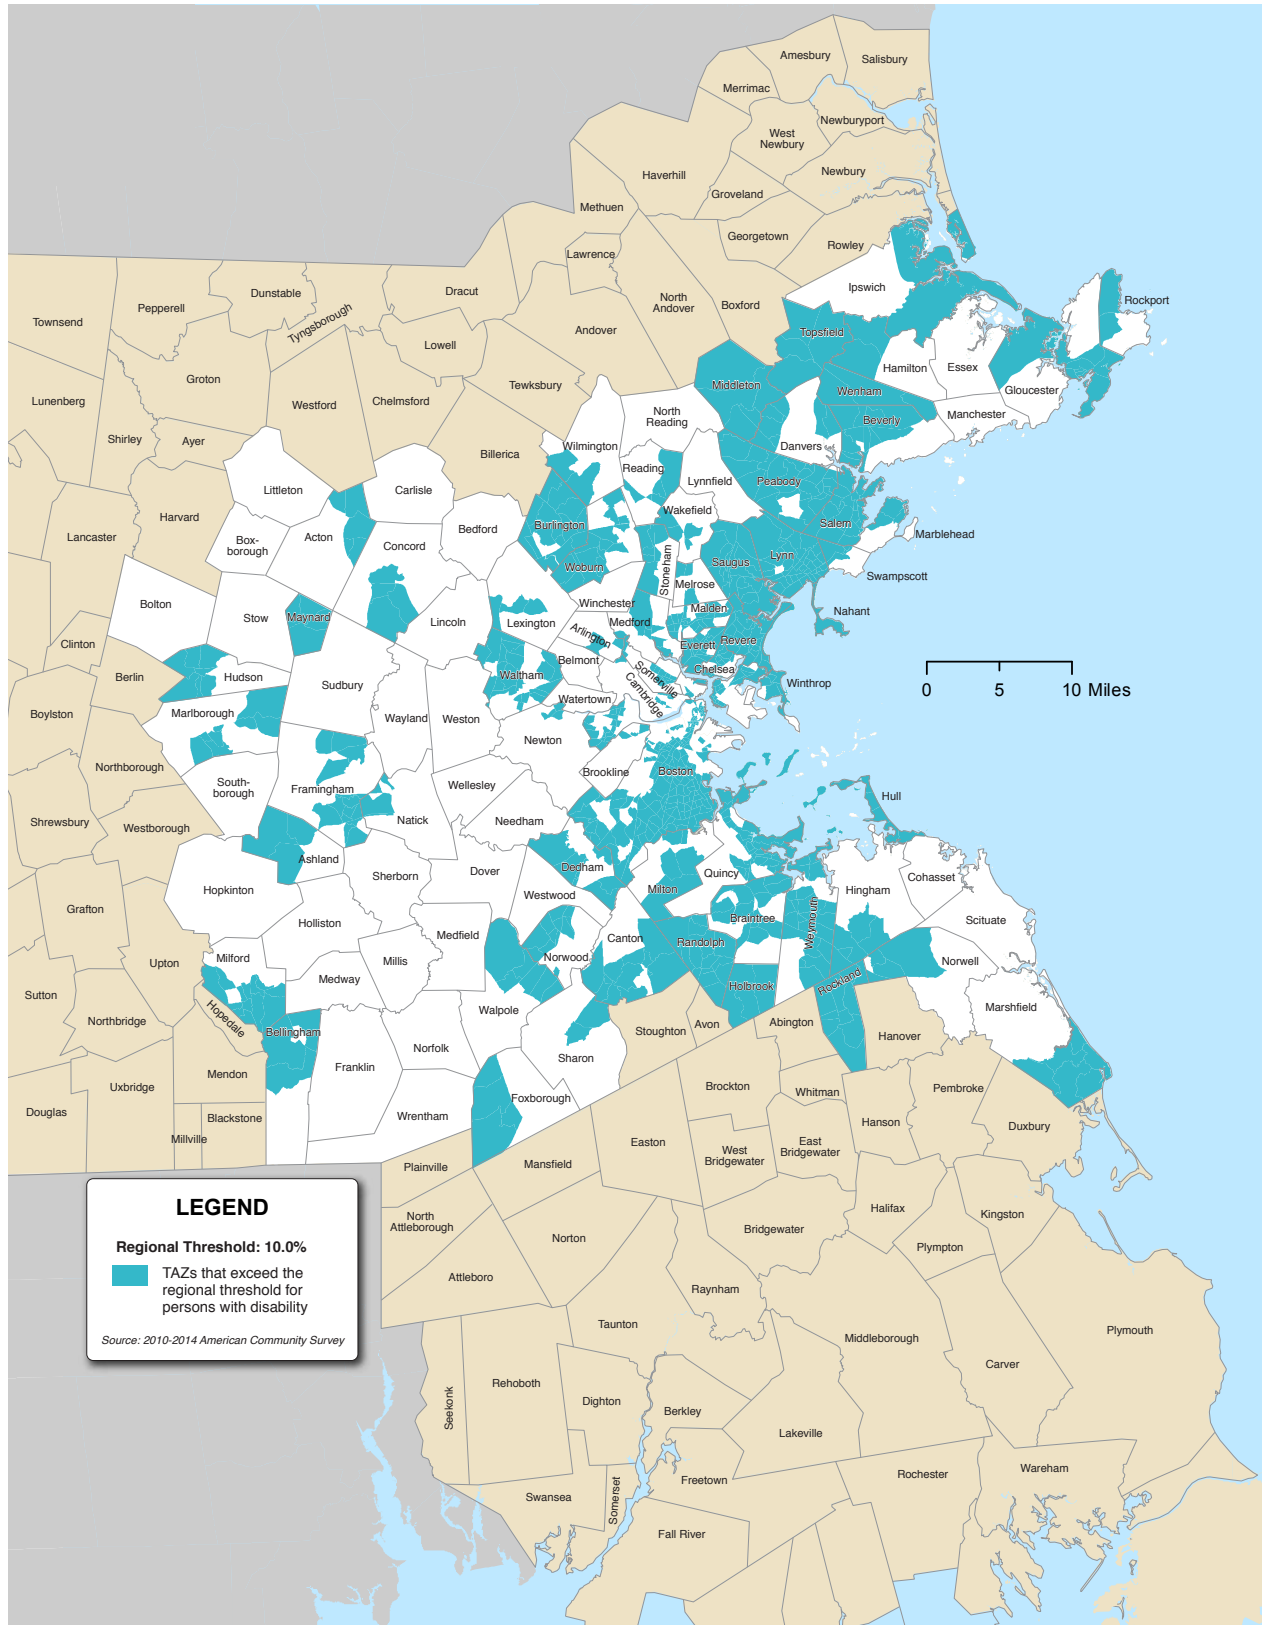 Amesbury
Salisbury
Merrimac
Newburyport
West
Newbury
Haverhill
Newbury
Groveland
Methuen
Georgetown
Rowley
Lawrence
Ipswich
Dracut
Dunstable
Pepperell
North
Andover
Boxford
Rockport
Townsend
Tyngsborough
Andover
Topsfield
Lowell
Groton
Hamilton
Essex
Tewksbury
Middleton
Wenham
Gloucester
Lunenberg
Westford
Chelmsford
North
Reading
Beverly
Manchester
Shirley
Ayer
Billerica
Wilmington
Danvers
Reading
Lynnfield
Peabody
Littleton
Carlisle
Wakefield
Harvard
Burlington
Salem
Bedford
Marblehead
Lancaster
Acton
Box-
borough
Concord
Stoneham
Saugus
Lynn
Woburn
Swampscott
Melrose
Bolton
Winchester
Malden
Nahant
Stow
Maynard
Lincoln
Lexington
Arlington
Medford
Clinton
Everett
Revere
Belmont
Chelsea
Berlin
Hudson
Waltham
Somerville
Winthrop
Sudbury
Cambridge
Watertown
0 5 10 Miles
Boylston
Marlborough
Wayland
Weston
Newton
Northborough
Brookline
Boston
South-
borough
Framingham
Wellesley
Hull
Shrewsbury
Westborough
Natick
Needham
Ashland
Dedham
Dover
Quincy
Sherborn
Cohasset
Hopkinton
Westwood
Milton
Hingham
Grafton
Braintree
Weymouth
Scituate
Holliston
Medfield
Canton
Randolph
Milford
Norwood
Upton
Millis
Norwell
Medway
Rockland
Holbrook
Sutton
Hopedale
Walpole
Marshfield
Northbridge
Bellingham
Stoughton
Avon
Abington
Hanover
Norfolk
Sharon
Franklin
Mendon
Uxbridge
Brockton
Whitman
Pembroke
Foxborough
Douglas
Blackstone
Wrentham
Hanson
Duxbury
Millville
Easton
West
Bridgewater
East
Bridgewater
Plainville
Mansfield
LEGEND
Regional Threshold: 10.0%
TAZs that exceed the
regional threshold for
persons with disability
Source: 2010-2014 American Community Survey
North
Attleborough
Halifax
Kingston
Norton
Bridgewater
Plympton
Attleboro
Raynham
Taunton
Middleborough
Plymouth
Carver
Rehoboth
Seekonk
Dighton
Berkley
Lakeville
Freetown
Rochester
Wareham
Swansea
Somerset
Fall River